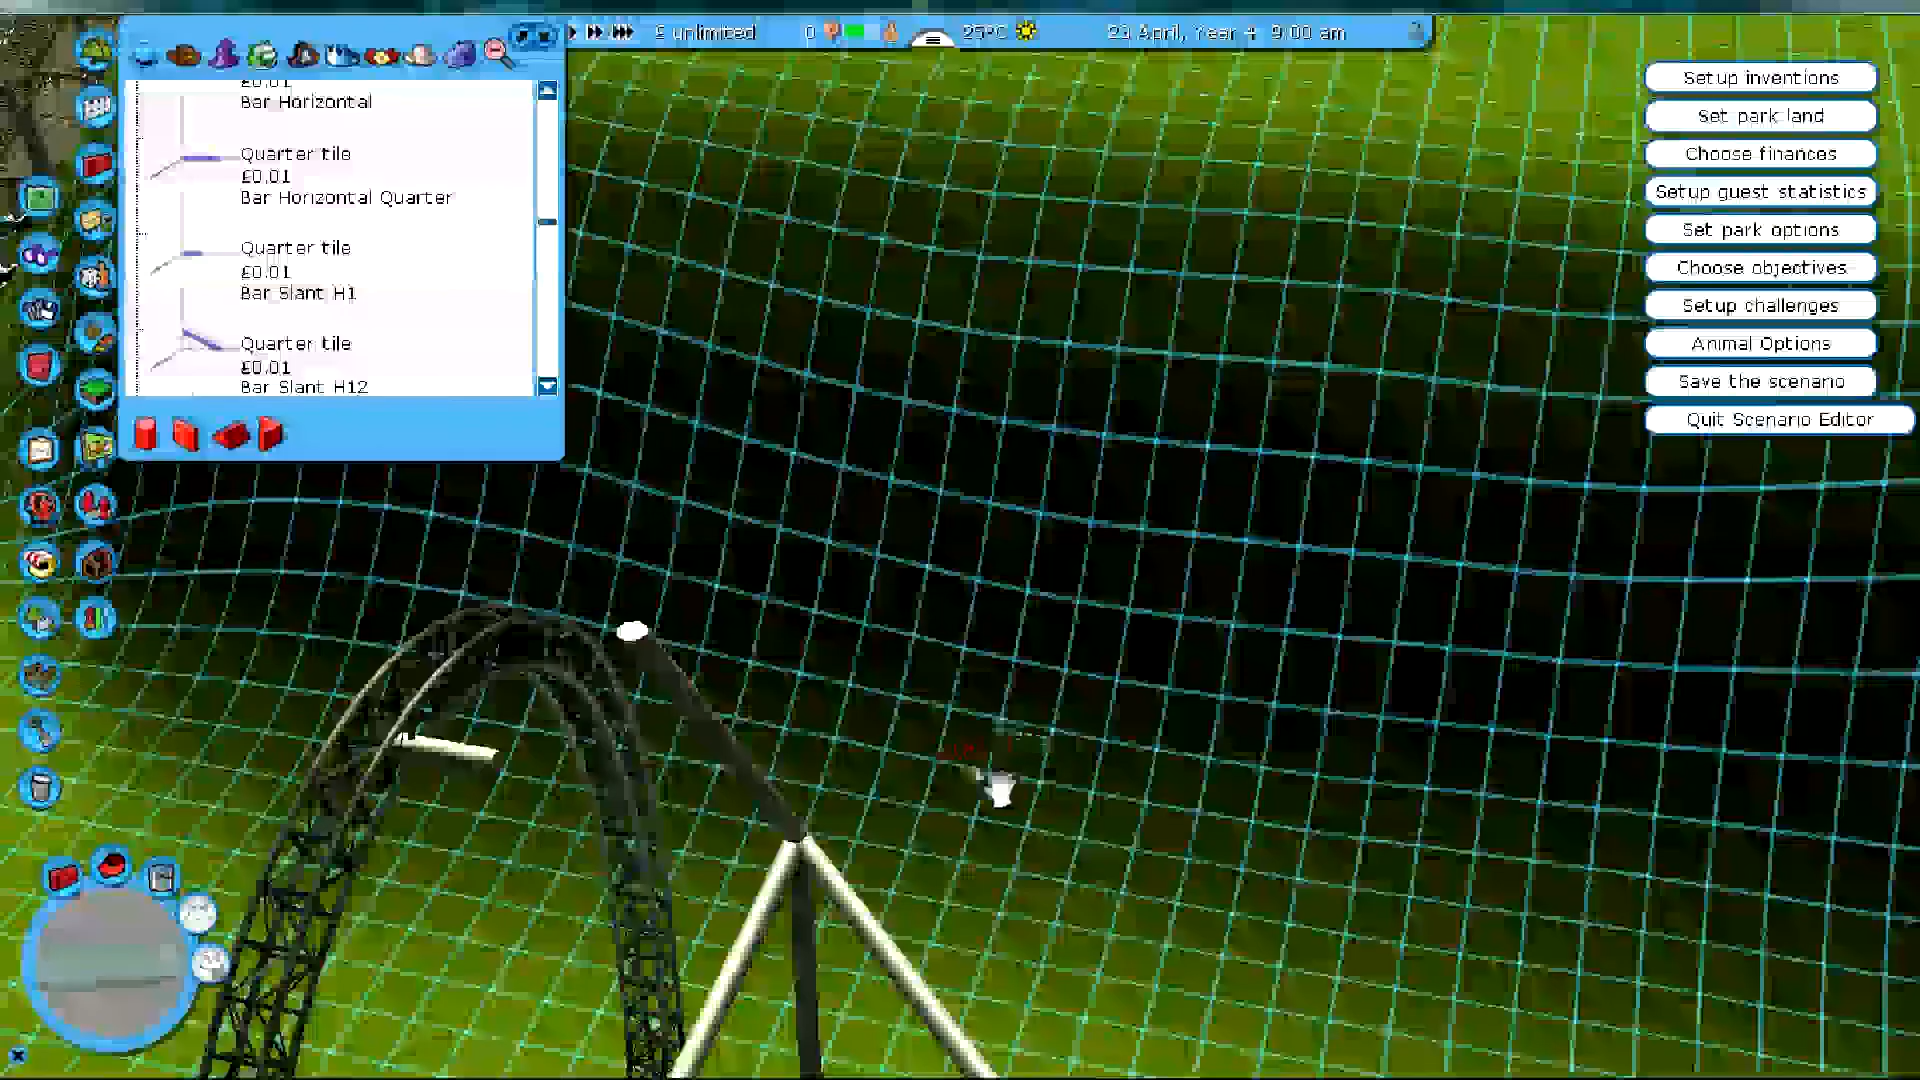 £ unlimited
0
25°C
23 April, Year 4 9:00 am
£0.01
Bar Horizontal
Quarter tile
£0.01
Bar Horizontal Quarter
Quarter tile
£0.01
Bar Slant H1
Quarter tile
£0.01
Bar Slant H12
Setup inventions
Set park land
Choose finances
Setup guest statistics
Set park options
Choose objectives
Setup challenges
Animal Options
Save the scenario
Quit Scenario Editor